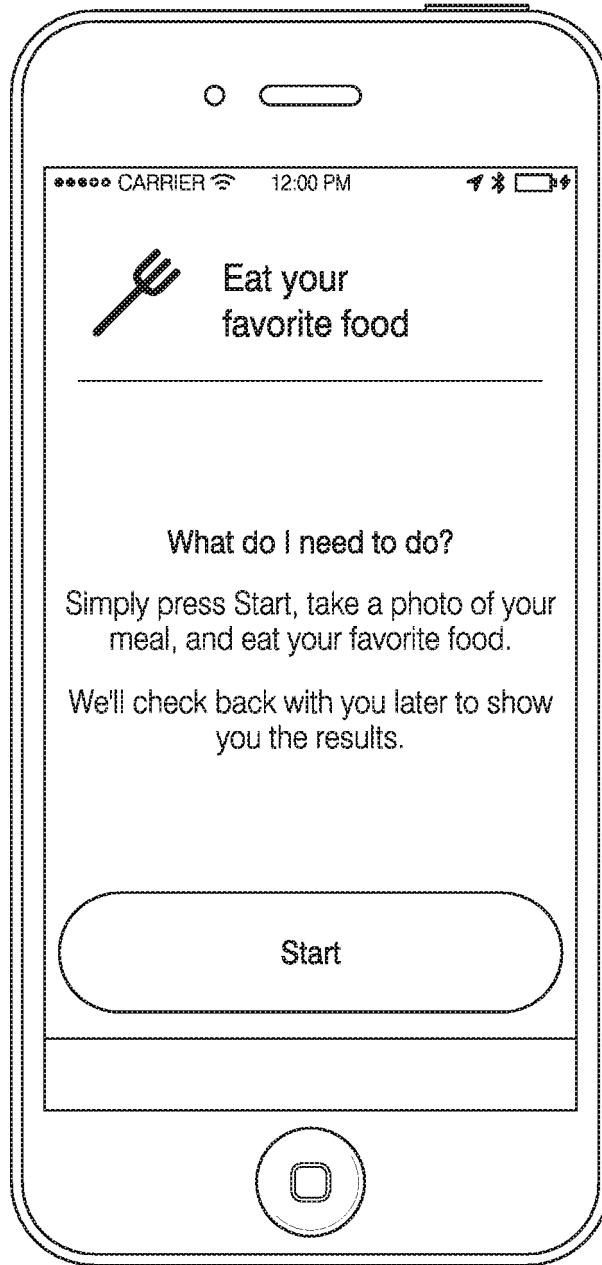 CARRIER 12:00 PM
Eat your
favorite food
What do I need to do?
Simply press Start, take a photo of your
meal, and eat your favorite food.
We'll check back with you later to show
you the results.
Start